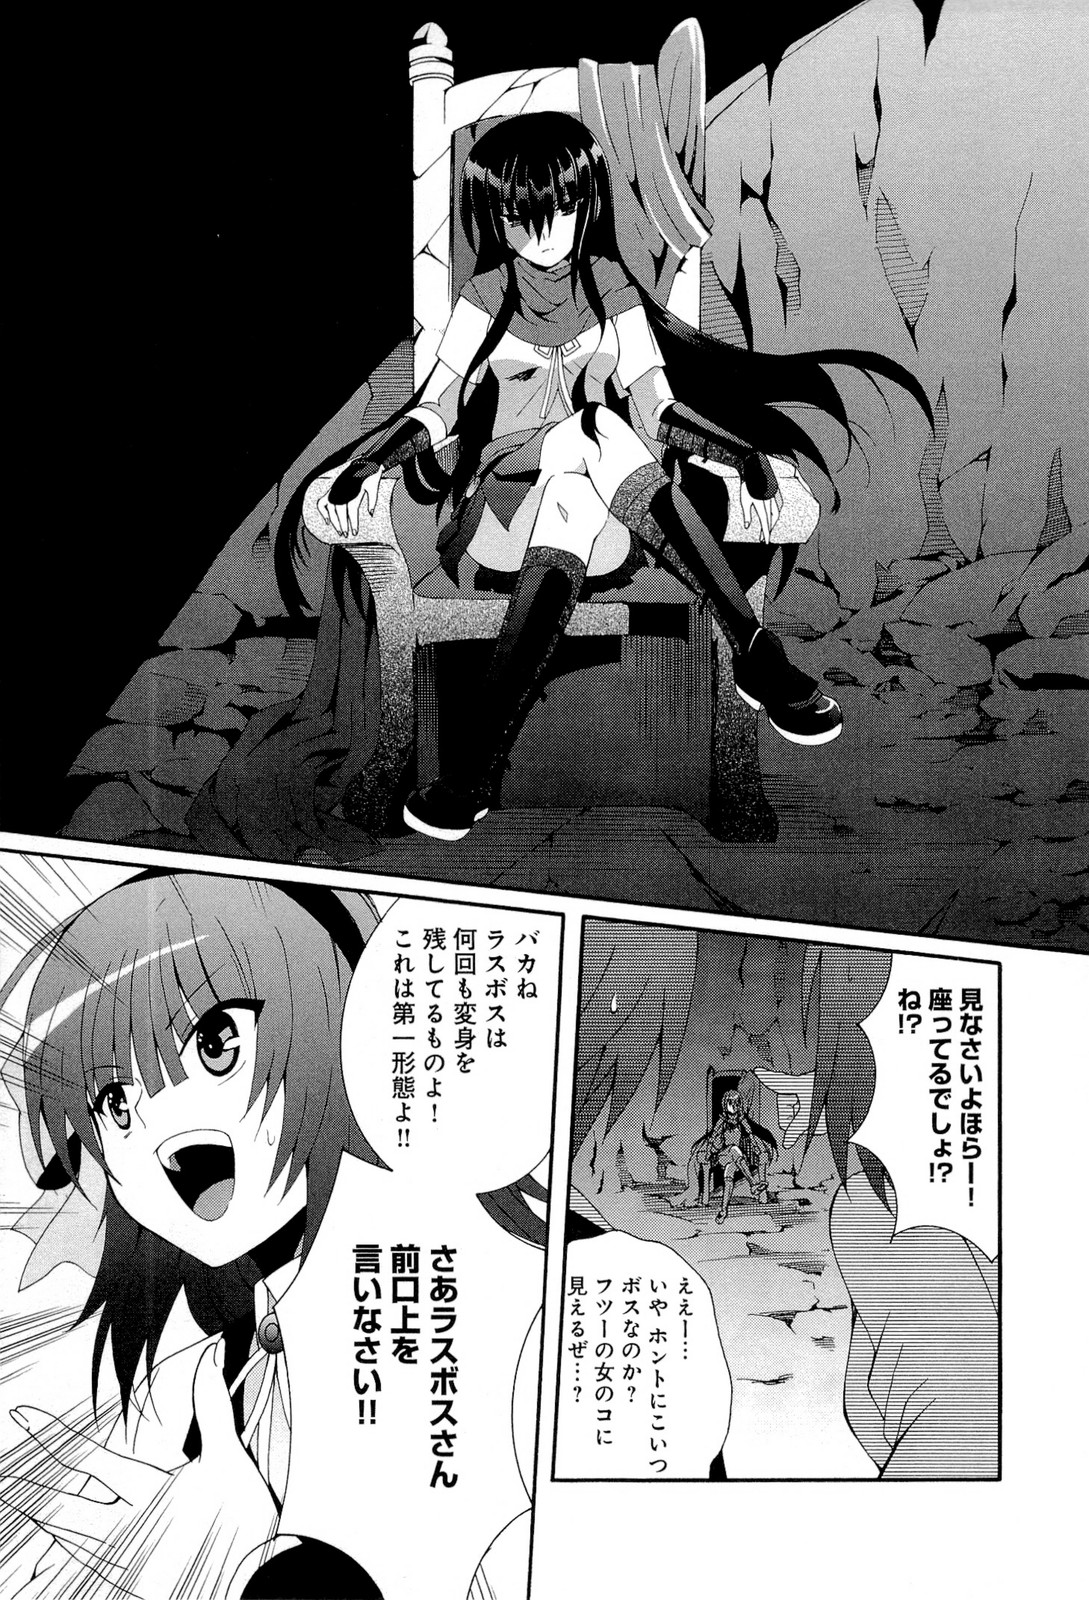 見なさいよほらー！
座ってるでしょ!?
ね!?
ええー…
いや ホントにこいつ
ボスなのか？
フツーの女のコに
見えるぜ…？
バカね
ラスボスは
何回も変身を
残してるものよ！
これは第一形態よ!!
さあラスボスさん
前口上を
言いなさい!!